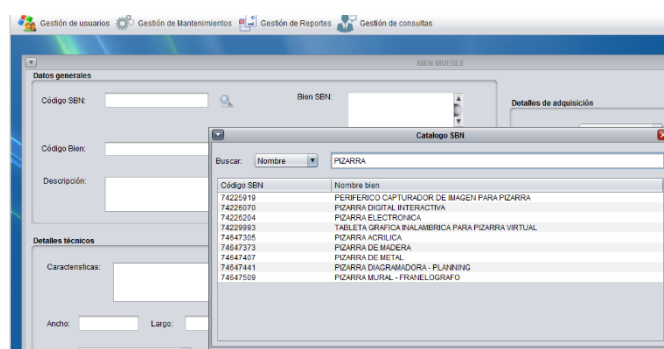 Gestión de usuarios Gestión de Mantenimientos Gestión de Reportes Gestión de consultas
BIEN MUEBLE
Datos generales
Código SBN: Bien SBN:
Detalles de adquisición
Catalogo SBN
Código Bien:
Buscar: Nombre PIZARRA
Descripción:
Código SBN Nombre bien
74225919 PERIFERICO CAPTURADOR DE IMAGEN PARA PIZARRA
74226070 PIZARRA DIGITAL INTERACTIVA
74226204 PIZARRA ELECTRONICA
74229993 TABLETA GRAFICA INALAMBRICA PARA PIZARRA VIRTUAL
74647305 PIZARRA ACRILICA
74647373 PIZARRA DE MADERA
74647407 PIZARRA DE METAL
74647441 PIZARRA DIAGRAMADORA - PLANNING
74647509 PIZARRA MURAL - FRANELOGRAFO
Detalles técnicos
Caracteristicas:
Ancho: Largo: